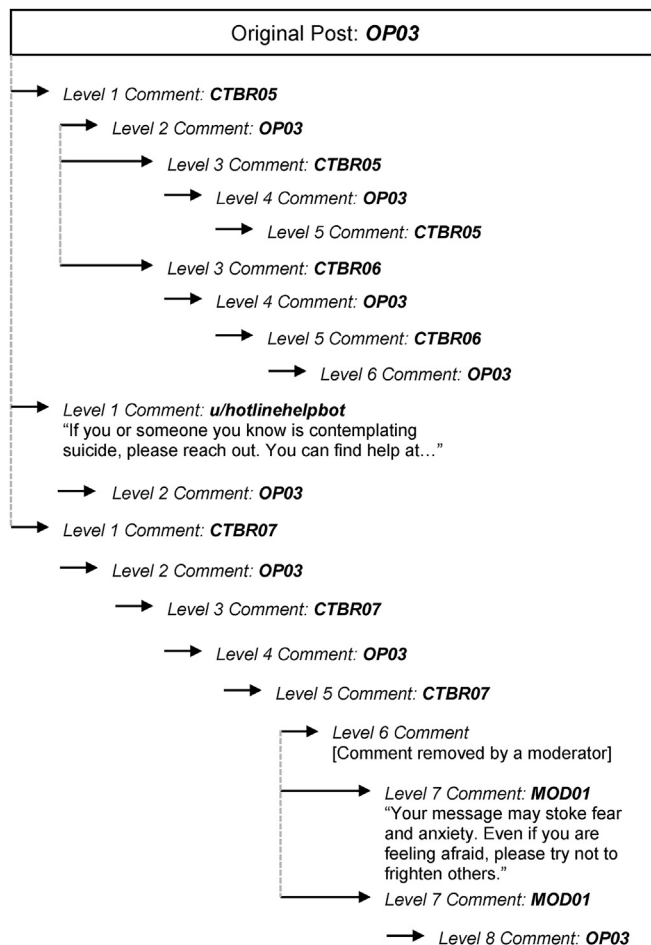 Original Post: OP03
Level 1 Comment: CTBR05
Level 2 Comment: OP03
Level 3 Comment: CTBR05
Level 4 Comment: OP03
Level 5 Comment: CTBR05
Level 3 Comment: CTBR06
Level 4 Comment: OP03
Level 5 Comment: CTBR06
Level 6 Comment: OP03
Level 1 Comment: u/hotlinehelpbot
“If you or someone you know is contemplating
suicide, please reach out. You can find help at…”
Level 2 Comment: OP03
Level 1 Comment: CTBR07
Level 2 Comment: OP03
Level 3 Comment: CTBR07
Level 4 Comment: OP03
Level 5 Comment: CTBR07
Level 6 Comment
[Comment removed by a moderator]
Level 7 Comment: MOD01
“Your message may stoke fear
and anxiety. Even if you are
feeling afraid, please try not to
frighten others.”
Level 7 Comment: MOD01
Level 8 Comment: OP03